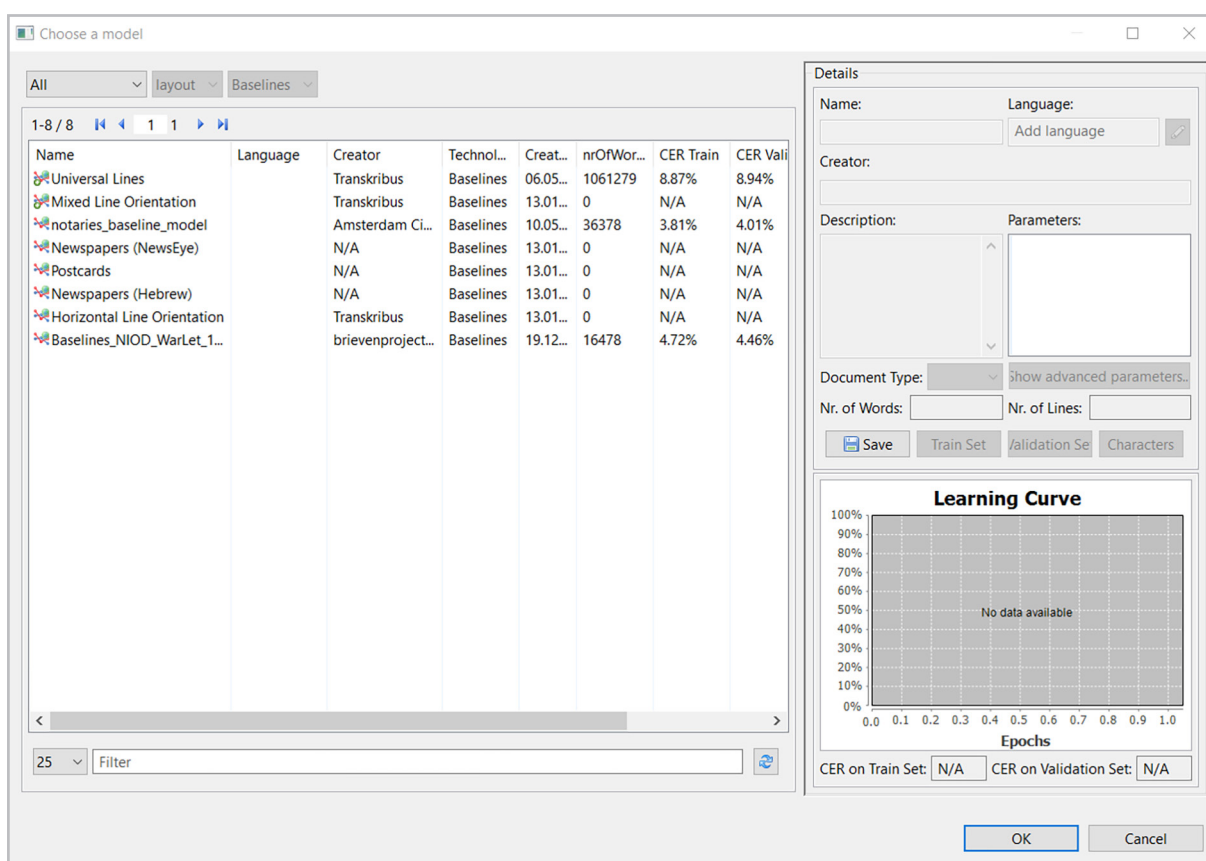 Choose a model
All layout Baselines
1-8 / 8 1 1
Name Language Creator Technol... Creat... nrOfWor... CER Train CER Vali
Universal Lines Transkribus Baselines 06.05... 1061279 8.87% 8.94%
Mixed Line Orientation Transkribus Baselines 13.01... 0 N/A N/A
notaries_baseline_model Amsterdam Ci... Baselines 10.05... 36378 3.81% 4.01%
Newspapers (NewsEye) N/A Baselines 13.01... 0 N/A N/A
Postcards N/A Baselines 13.01... 0 N/A N/A
Newspapers (Hebrew) N/A Baselines 13.01... 0 N/A N/A
Horizontal Line Orientation Transkribus Baselines 13.01... 0 N/A N/A
Baselines_NIOD_WarLet_1... brievenproject... Baselines 19.12... 16478 4.72% 4.46%
25 Filter
Details
Name: Language:
Add language
Creator:
Description: Parameters:
Document Type: Show advanced parameters..
Nr. of Words: Nr. of Lines:
Save Train Set Validation Se Characters
Learning Curve
100%
90%
80%
70%
60%
50% No data available
40%
30%
20%
10%
0%
0.0 0.1 0.2 0.3 0.4 0.5 0.6 0.7 0.8 0.9 1.0
Epochs
CER on Train Set: N/A CER on Validation Set: N/A
OK Cancel